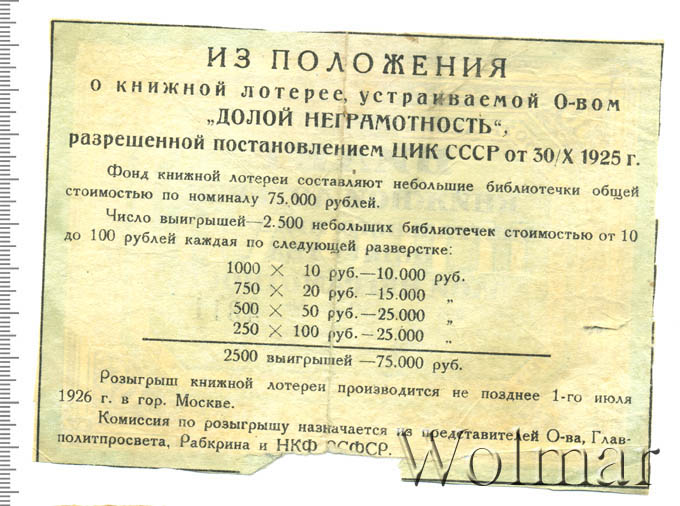 ИЗ ПОЛОЖЕНИЯ
о книжной лотерее, устраиваемой О-вом
„ДОЛОЙ НЕГРАМОТНОСТЬ“,
разрешенной постановлением ЦИК СССР от 30/X 1925 г.
Фонд книжной лотереи составляют небольшие библиотечки общей
стоимостью по номиналу 75.000 рублей.
Число выигрышей—2.500 небольших библиотечек стоимостью от 10
до 100 рублей каждая по следующей разверстке:
1000 × 10 руб.—10.000 руб.
750 × 20 руб. —15.000 „
500 × 50 руб.—25.000 „
250 × 100 руб.—25.000 „
2500 выигрышей —75.000 руб.
Розыгрыш книжной лотереи производится не позднее 1-го июля
1926 г. в гор. Москве.
Комиссия по розыгрышу назначается из представителей О-ва, Глав-
политпросвета, Рабкрина и НКФ РСФСР.
Wolmar